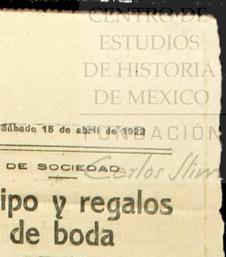 CENTRO DE
ESTUDIOS
DE HISTORIA
DE MEXICO
Sábado 15 de abril de 1922
FUNDACIÓN
DE SOCIEDAD
Carlos Slim
ipo y regalos
de boda